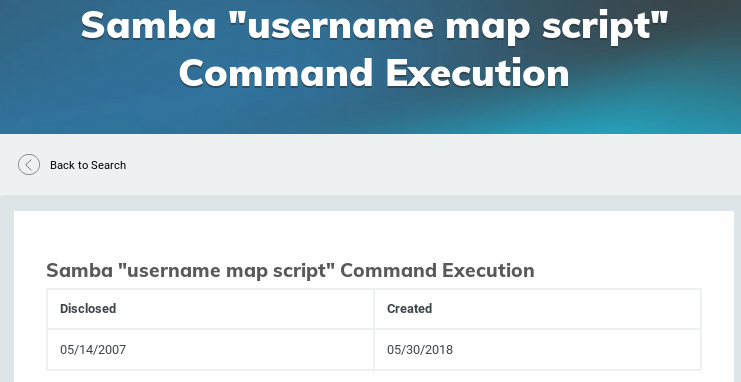 Samba "username map script"
Command Execution
Back to Search
Samba "username map script" Command Execution
Disclosed Created
05/14/2007 05/30/2018